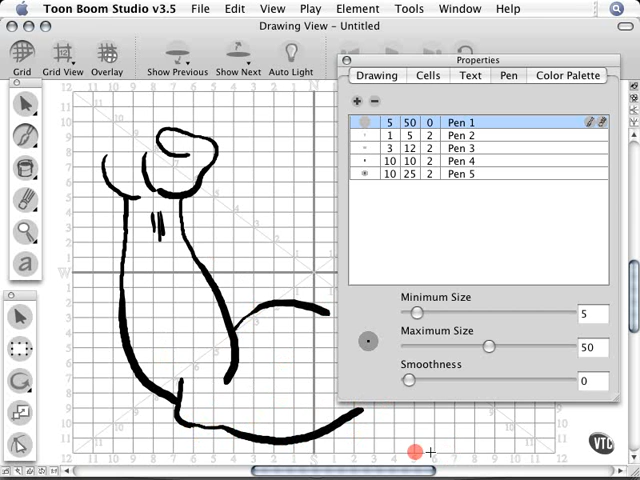 Toon Boom Studio v3.5 File Edit View Play Element Tools Window Help
Drawing View – Untitled
Grid Grid View Overlay Show Previous Show Next Auto Light
Properties
Drawing Cells Text Pen Color Palette
5 50 0 Pen 1
1 5 2 Pen 2
3 12 2 Pen 3
10 10 2 Pen 4
10 25 2 Pen 5
Minimum Size
5
Maximum Size
50
Smoothness
0
N
W
S
VTC